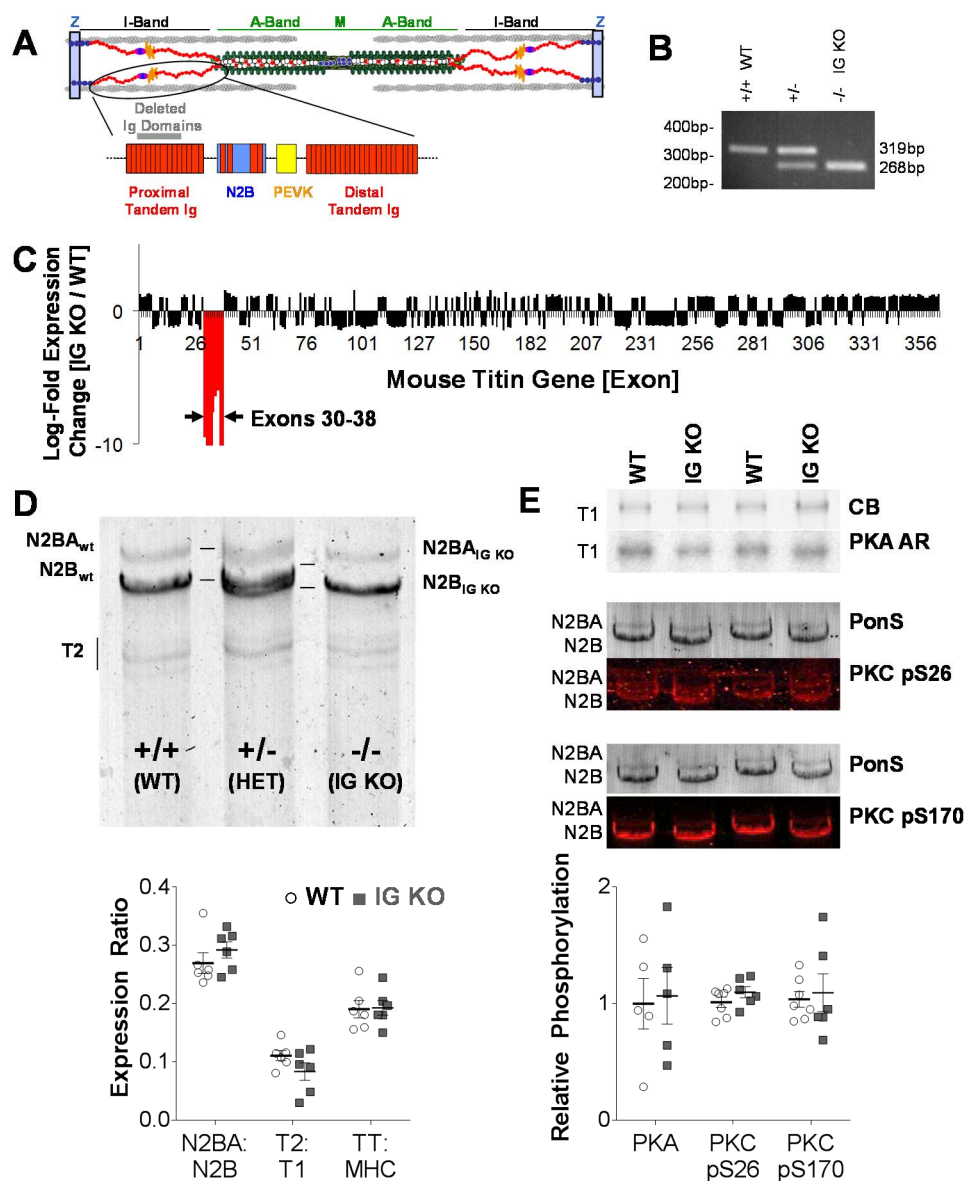 A
Z I-Band A-Band M A-Band I-Band Z
Deleted
Ig Domains
Proximal
Tandem Ig
N2B
PEVK
Distal
Tandem Ig
B
+/+ WT
+/-
-/- IG KO
400bp-
300bp-
200bp-
319bp
268bp
C
Log-Fold Expression
Change [IG KO / WT]
0
-10
1 26 51 76 101 126 151 182 207 231 256 281 306 331 356
Exons 30-38
Mouse Titin Gene [Exon]
D
N2BAwt
N2Bwt
T2
N2BAIG KO
N2BIG KO
+/+
(WT)
+/-
(HET)
-/-
(IG KO)
Expression Ratio
0.4
0.3
0.2
0.1
0.0
WT IG KO
N2BA:
N2B
T2:
T1
TT:
MHC
E
WT IG KO WT IG KO
T1 CB
T1 PKA AR
N2BA
N2B
PonS
N2BA
N2B
PKC pS26
N2BA
N2B
PonS
N2BA
N2B
PKC pS170
Relative Phosphorylation
2
1
0
PKA
PKC
pS26
PKC
pS170